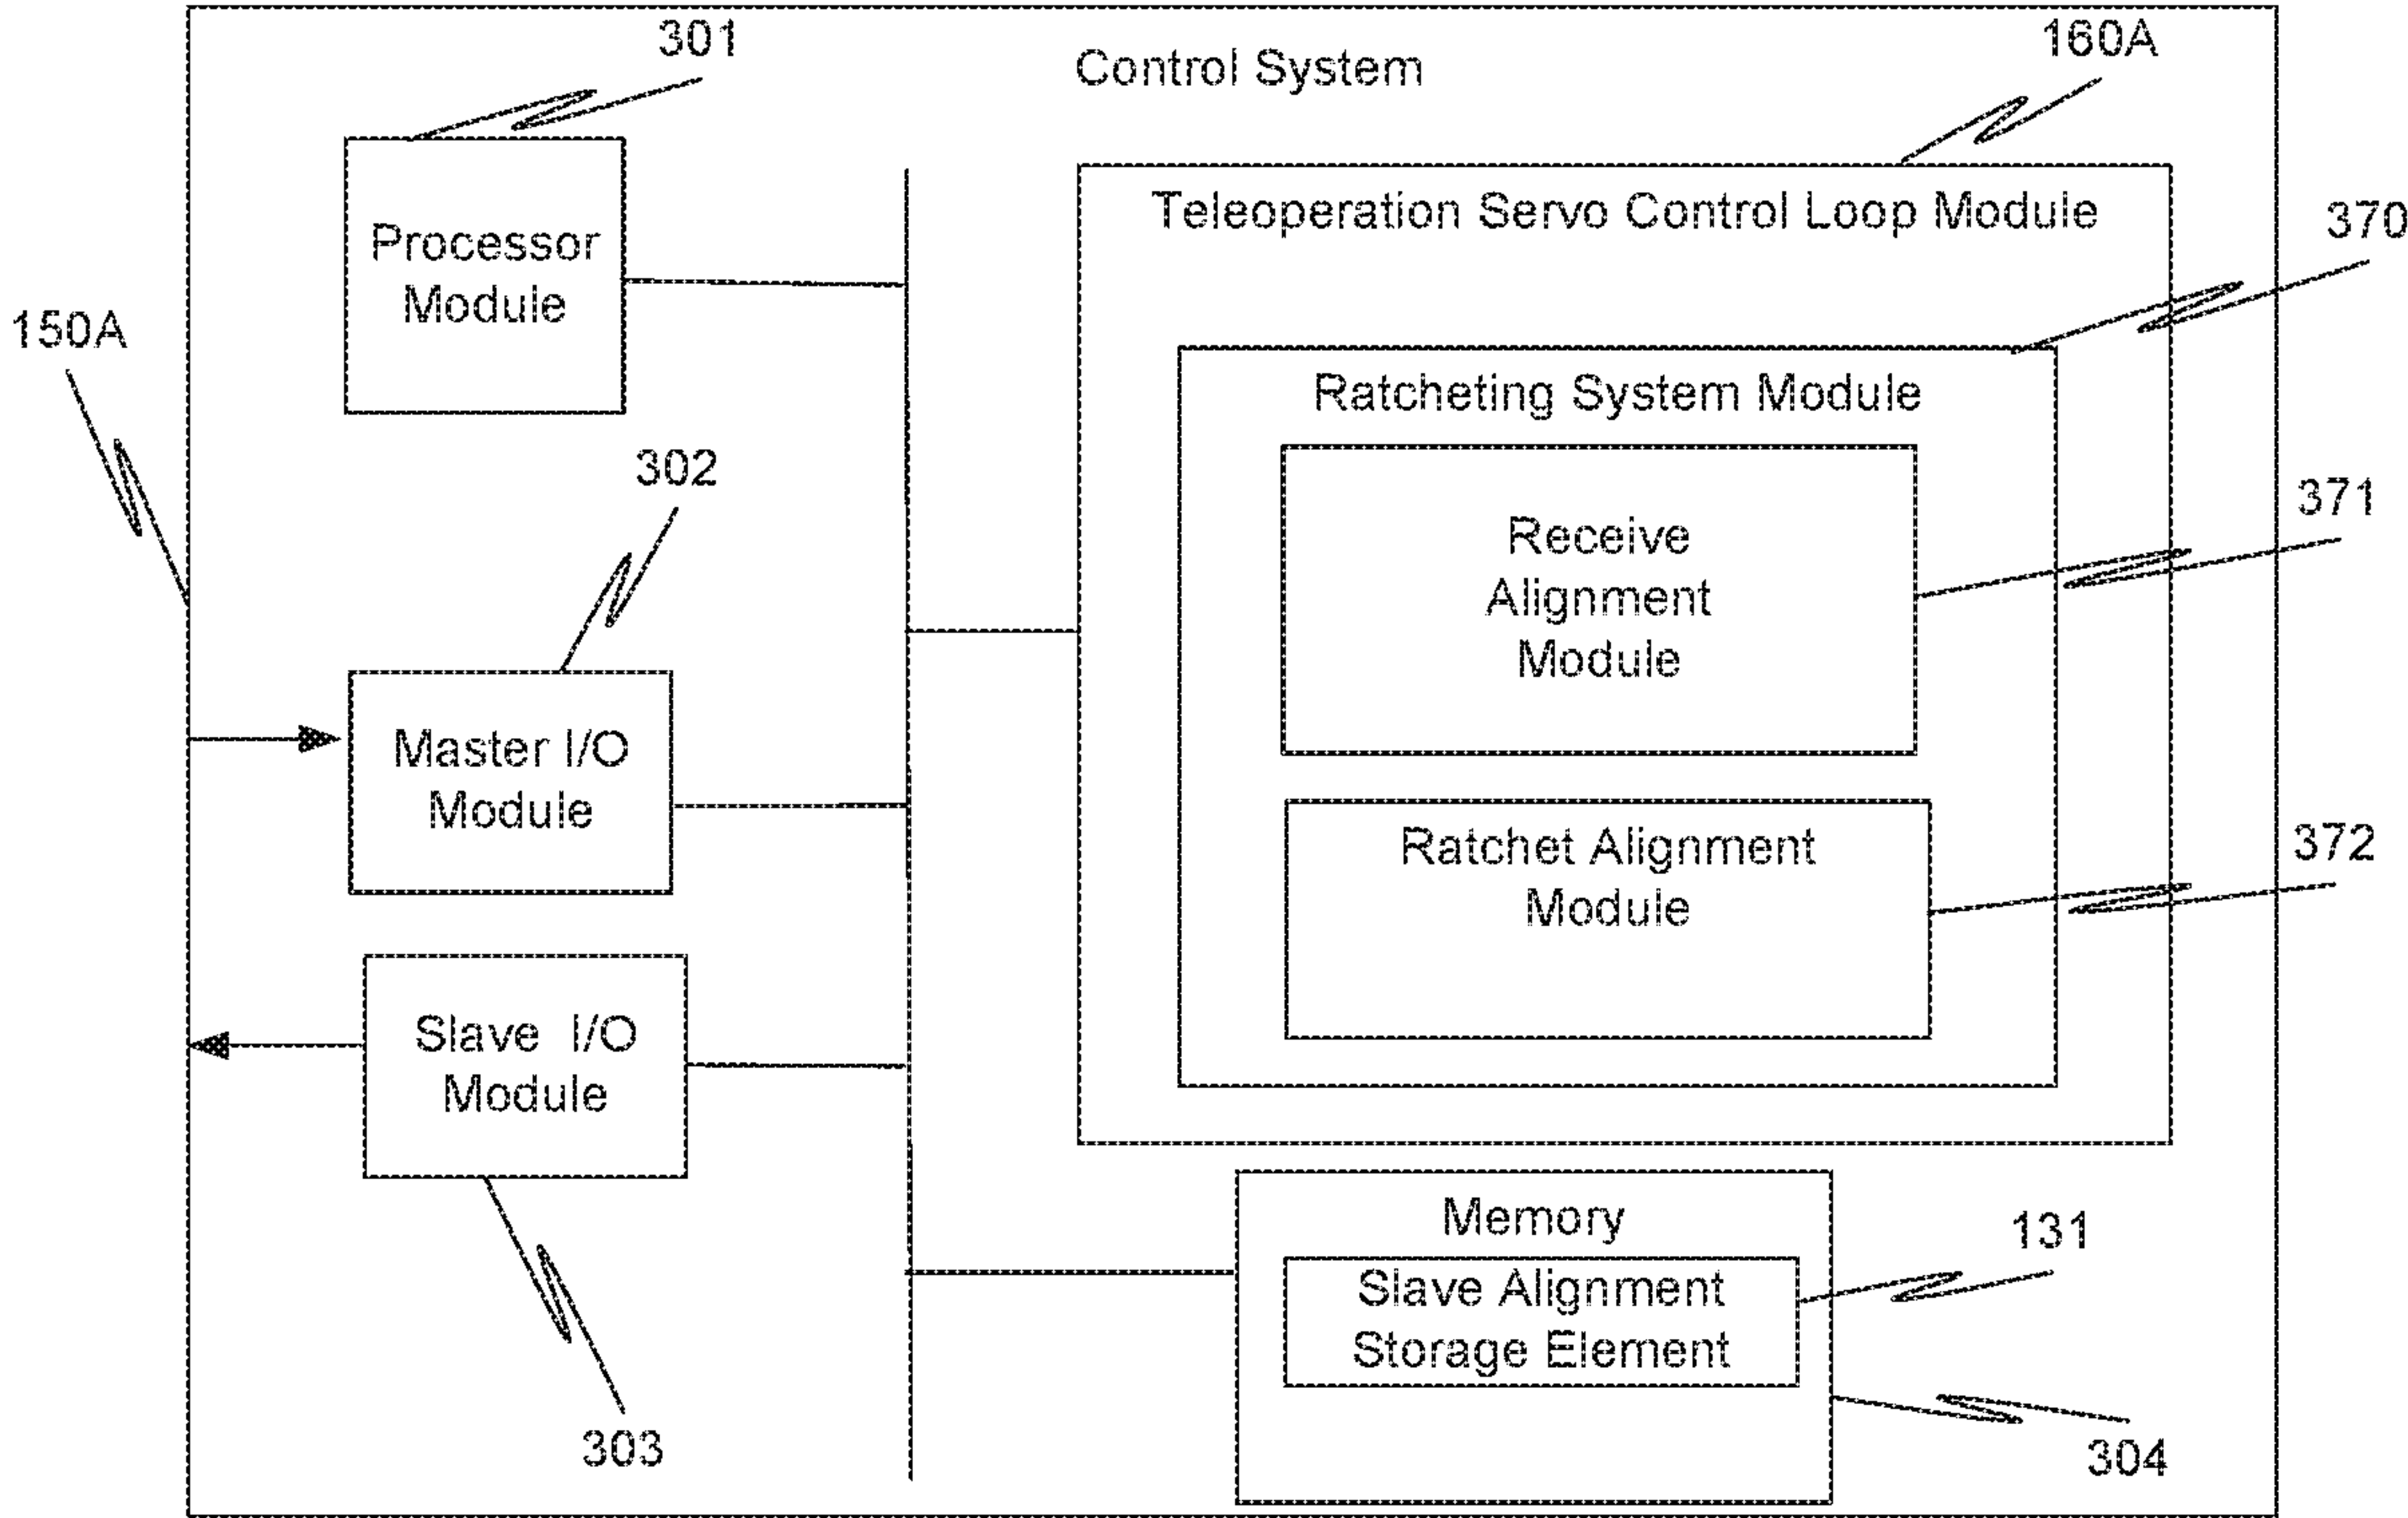 301
Control System
160A
Processor
Module
Teleoperation Servo Control Loop Module
370
150A
Ratcheting System Module
302
Receive
Alignment
Module
371
Master I/O
Module
Ratchet Alignment
Module
372
Slave I/O
Module
Memory
131
Slave Alignment
Storage Element
303
304